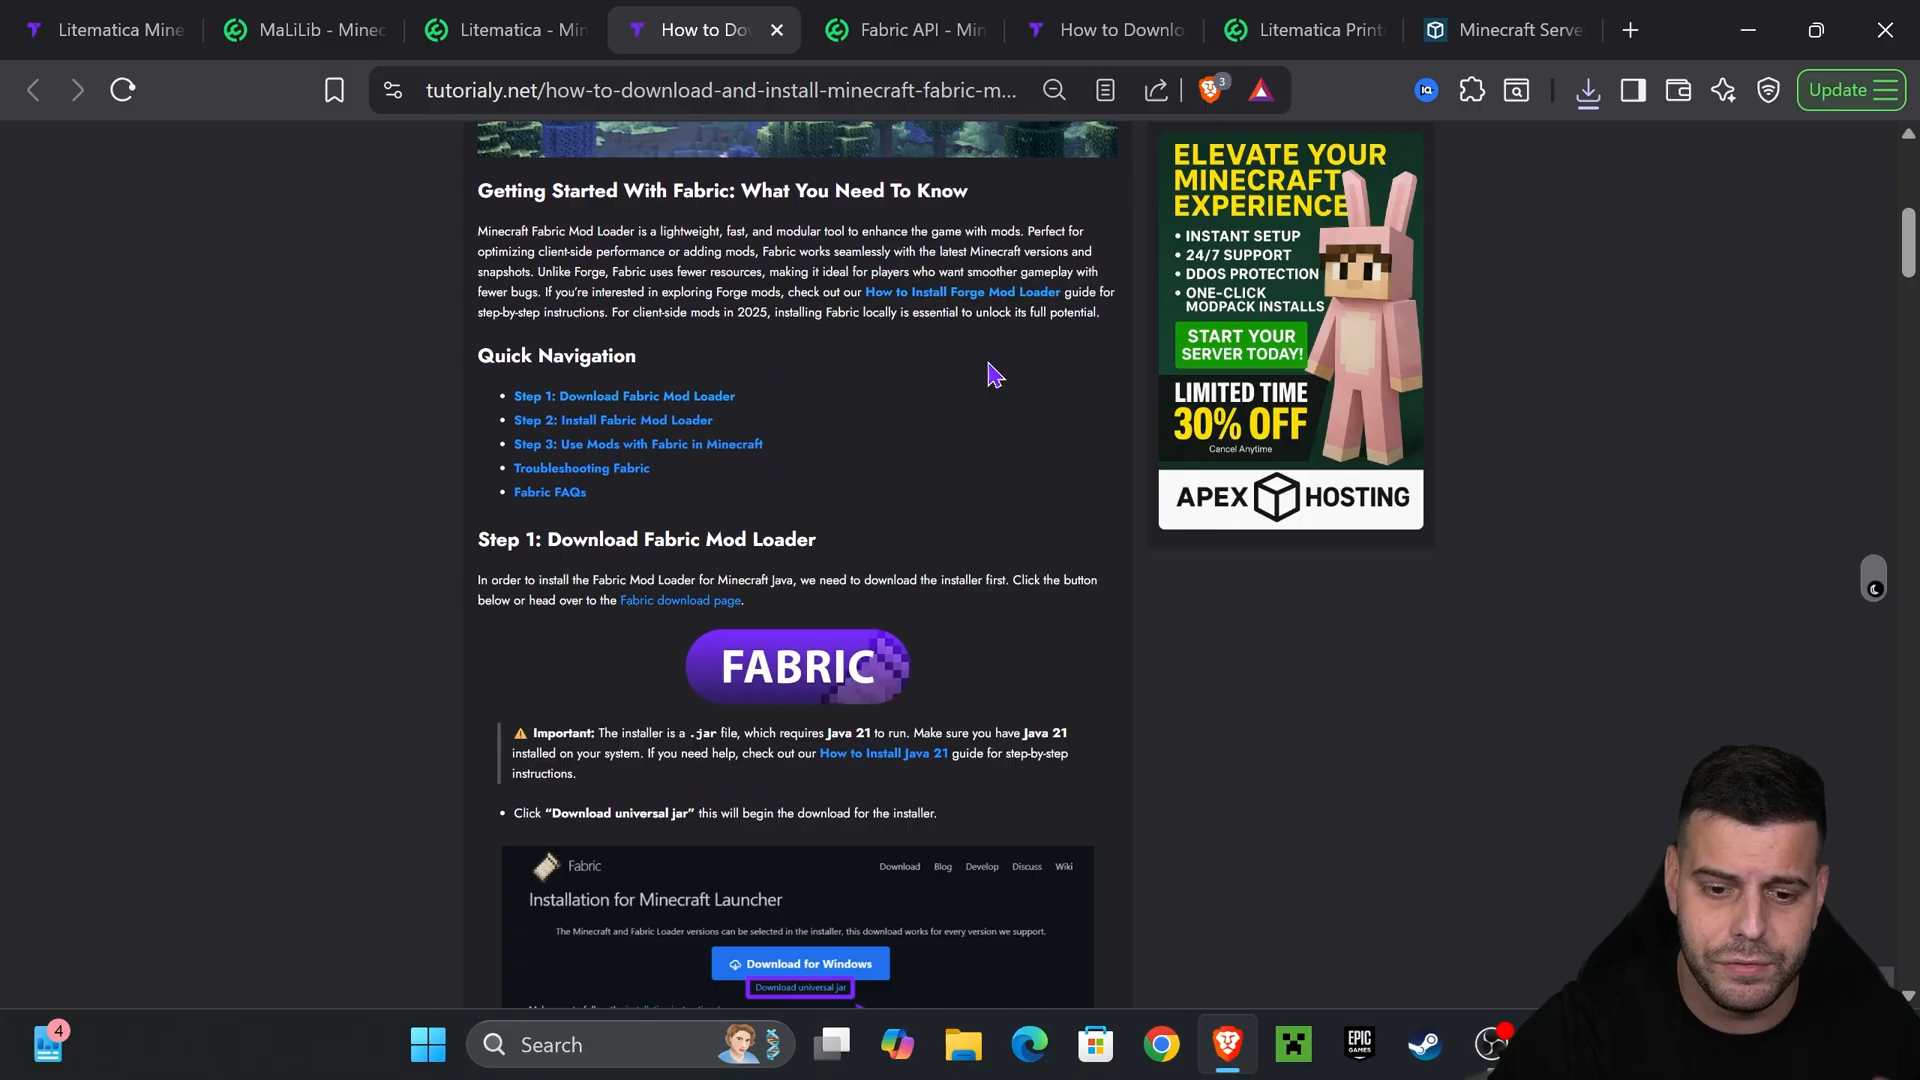 Litematica Mine
MaLiLib - Minec
Litematica - Min
How to Do
Fabric API - Min
How to Downlo
Litematica Print
Minecraft Serve
tutorialy.net/how-to-download-and-install-minecraft-fabric-m...
3
IQ
Update
Getting Started With Fabric: What You Need To Know
Minecraft Fabric Mod Loader is a lightweight, fast, and modular tool to enhance the game with mods. Perfect for
optimizing client-side performance or adding mods, Fabric works seamlessly with the latest Minecraft versions and
snapshots. Unlike Forge, Fabric uses fewer resources, making it ideal for players who want smoother gameplay with
fewer bugs. If you're interested in exploring Forge mods, check out our How to Install Forge Mod Loader guide for
step-by-step instructions. For client-side mods in 2025, installing Fabric locally is essential to unlock its full potential.
Quick Navigation
• Step 1: Download Fabric Mod Loader
• Step 2: Install Fabric Mod Loader
• Step 3: Use Mods with Fabric in Minecraft
• Troubleshooting Fabric
• Fabric FAQs
Step 1: Download Fabric Mod Loader
In order to install the Fabric Mod Loader for Minecraft Java, we need to download the installer first. Click the button
below or head over to the Fabric download page.
FABRIC
⚠ Important: The installer is a .jar file, which requires Java 21 to run. Make sure you have Java 21
installed on your system. If you need help, check out our How to Install Java 21 guide for step-by-step
instructions.
• Click “Download universal jar” this will begin the download for the installer.
Fabric
Download Blog Develop Discuss Wiki
Installation for Minecraft Launcher
The Minecraft and Fabric Loader versions can be selected in the installer, this download works for every version we support.
Download for Windows
Download universal jar
ELEVATE YOUR
MINECRAFT
EXPERIENCE
• INSTANT SETUP
• 24/7 SUPPORT
• DDOS PROTECTION
• ONE-CLICK
MODPACK INSTALLS
START YOUR
SERVER TODAY!
LIMITED TIME
30% OFF
Cancel Anytime
APEX HOSTING
4
Search
EPIC
GAMES